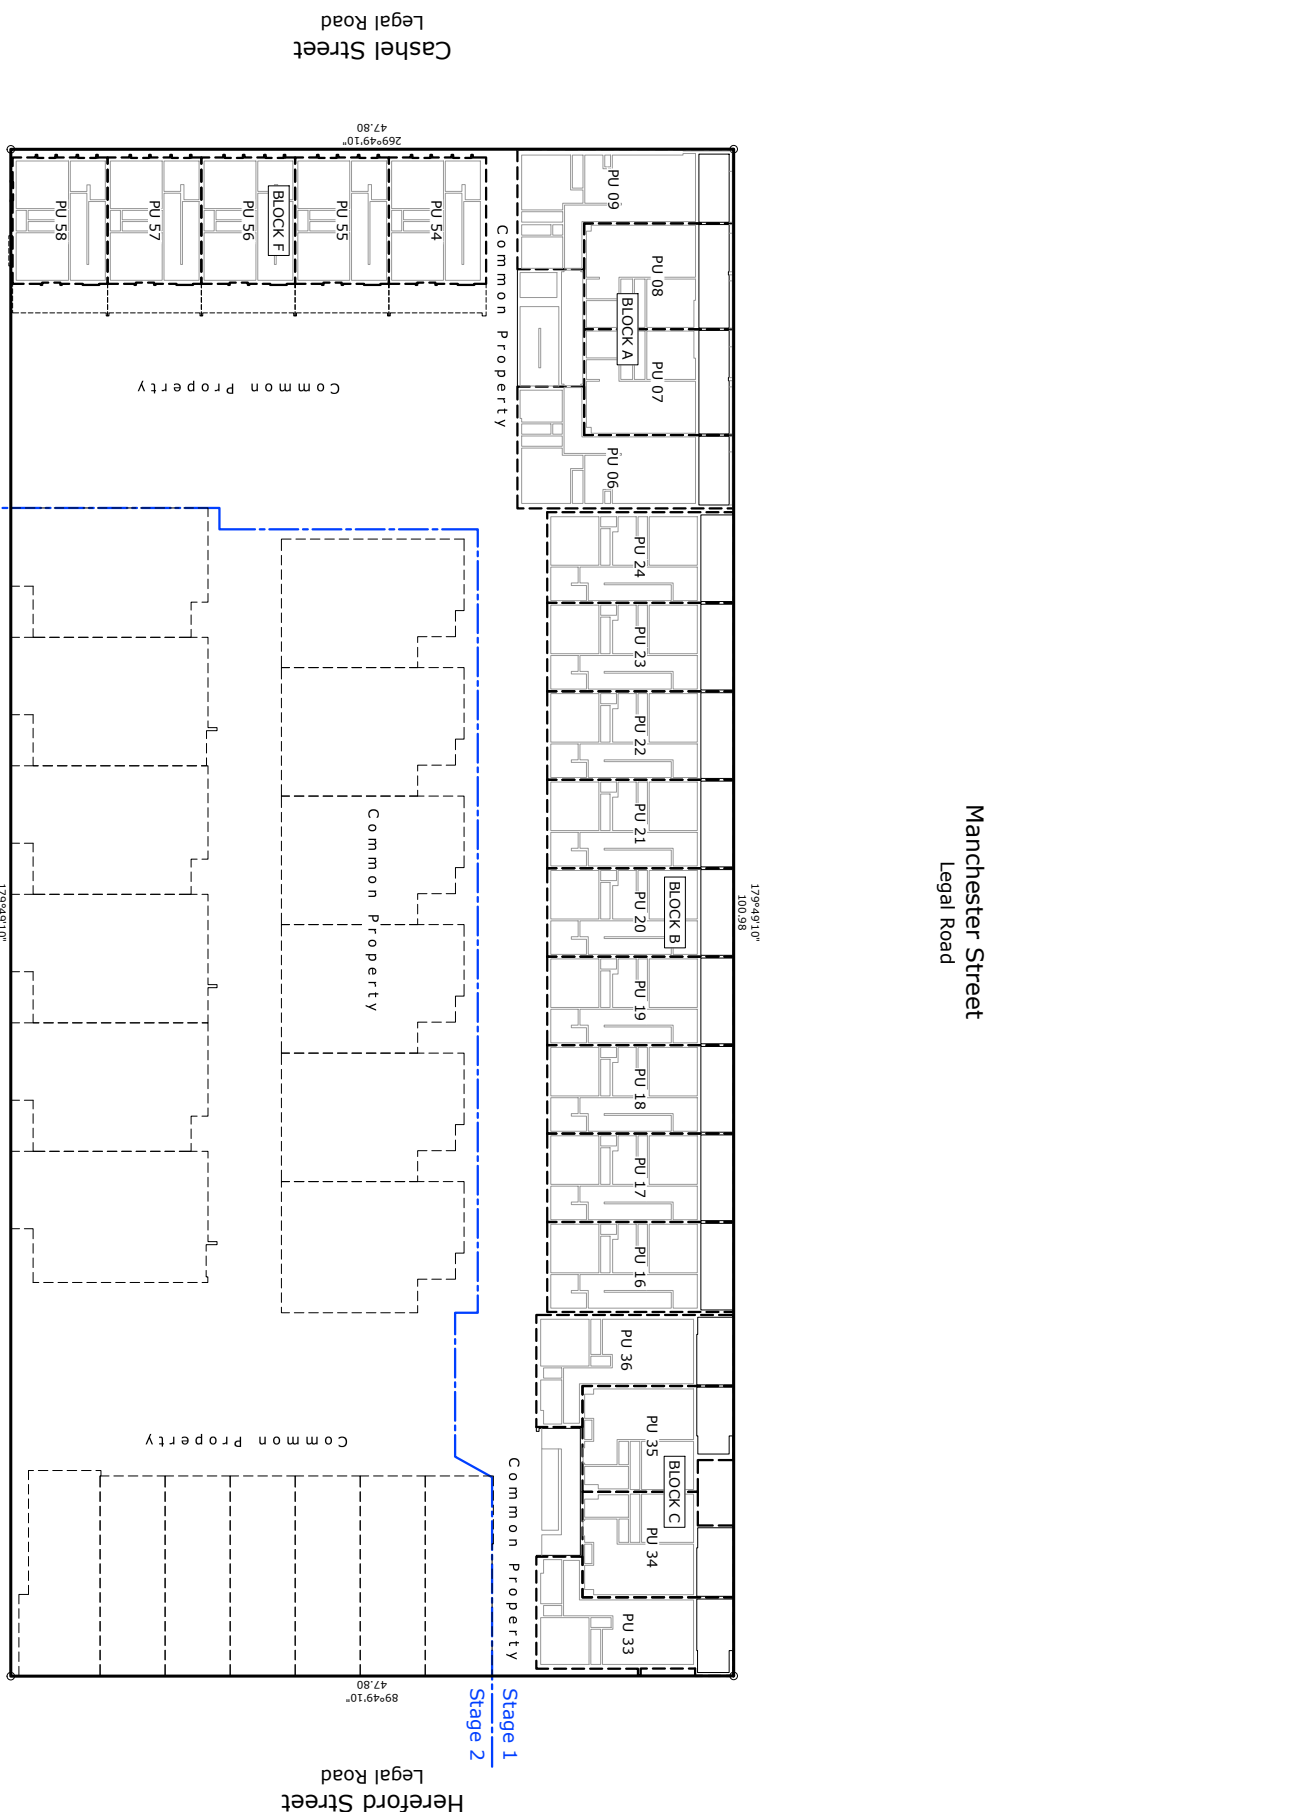 Cashel Street
Legal Road
269°49'10"
47.80
PU 58
PU 57
PU 56
BLOCK F
PU 55
PU 54
Common Property
PU 09
PU 08
BLOCK A
PU 07
PU 06
Common Property
PU 24
PU 23
PU 22
PU 21
PU 20
BLOCK B
PU 19
PU 18
PU 17
PU 16
Common Property
179°49'10"
179°49'10"
100.98
Manchester Street
Legal Road
PU 36
PU 35
BLOCK C
PU 34
PU 33
Common Property
Common Property
89°49'10"
47.80
Stage 1
Stage 2
Hereford Street
Legal Road